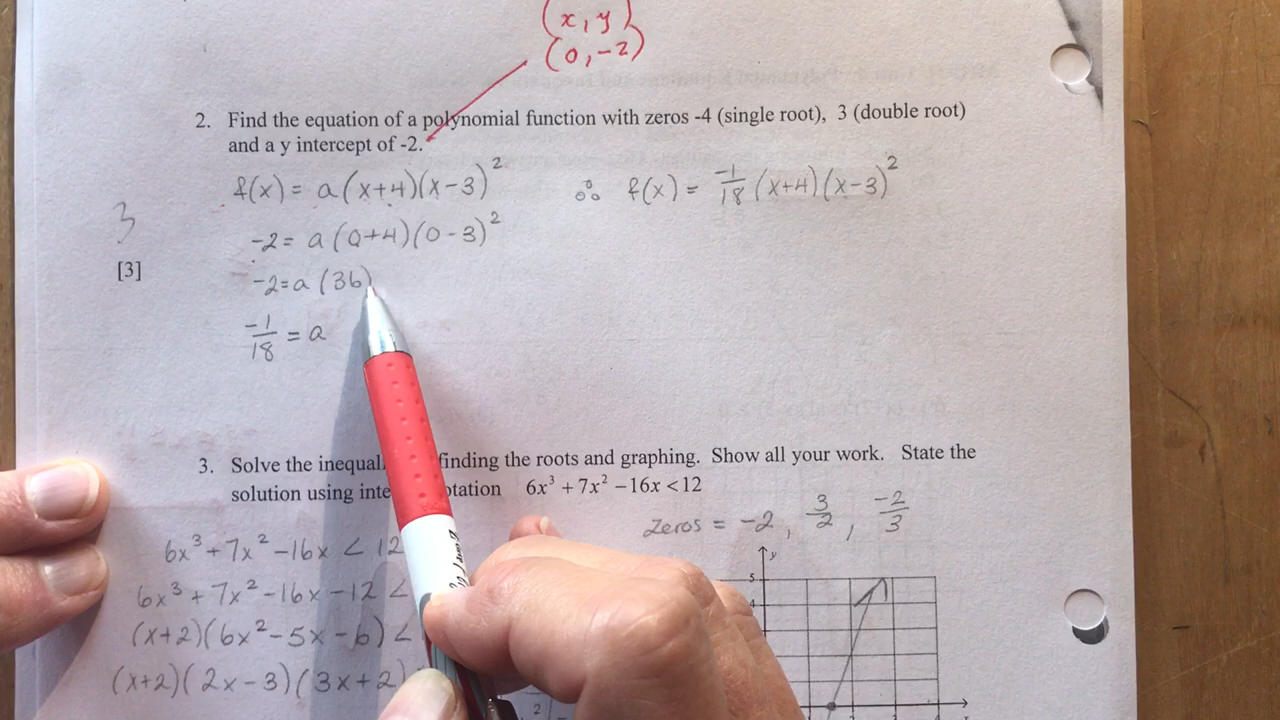 (x, y)
(0, -2)
2. Find the equation of a polynomial function with zeros -4 (single root), 3 (double root)
and a y intercept of -2.
f(x) = a(x+4)(x-3)² ∴ f(x) = -1/18 (x+4)(x-3)²
3
-2 = a(0+4)(0-3)²
[3]
-2 = a(36)
-1/18 = a
3. Solve the inequal finding the roots and graphing. Show all your work. State the
solution using inte otation 6x³ + 7x² - 16x < 12
Zeros = -2, 3/2, -2/3
6x³ + 7x² - 16x < 12
6x³ + 7x² - 16x - 12 <
(x+2)(6x² - 5x - 6) <
(x+2)(2x-3)(3x+2)
y
5
4
2